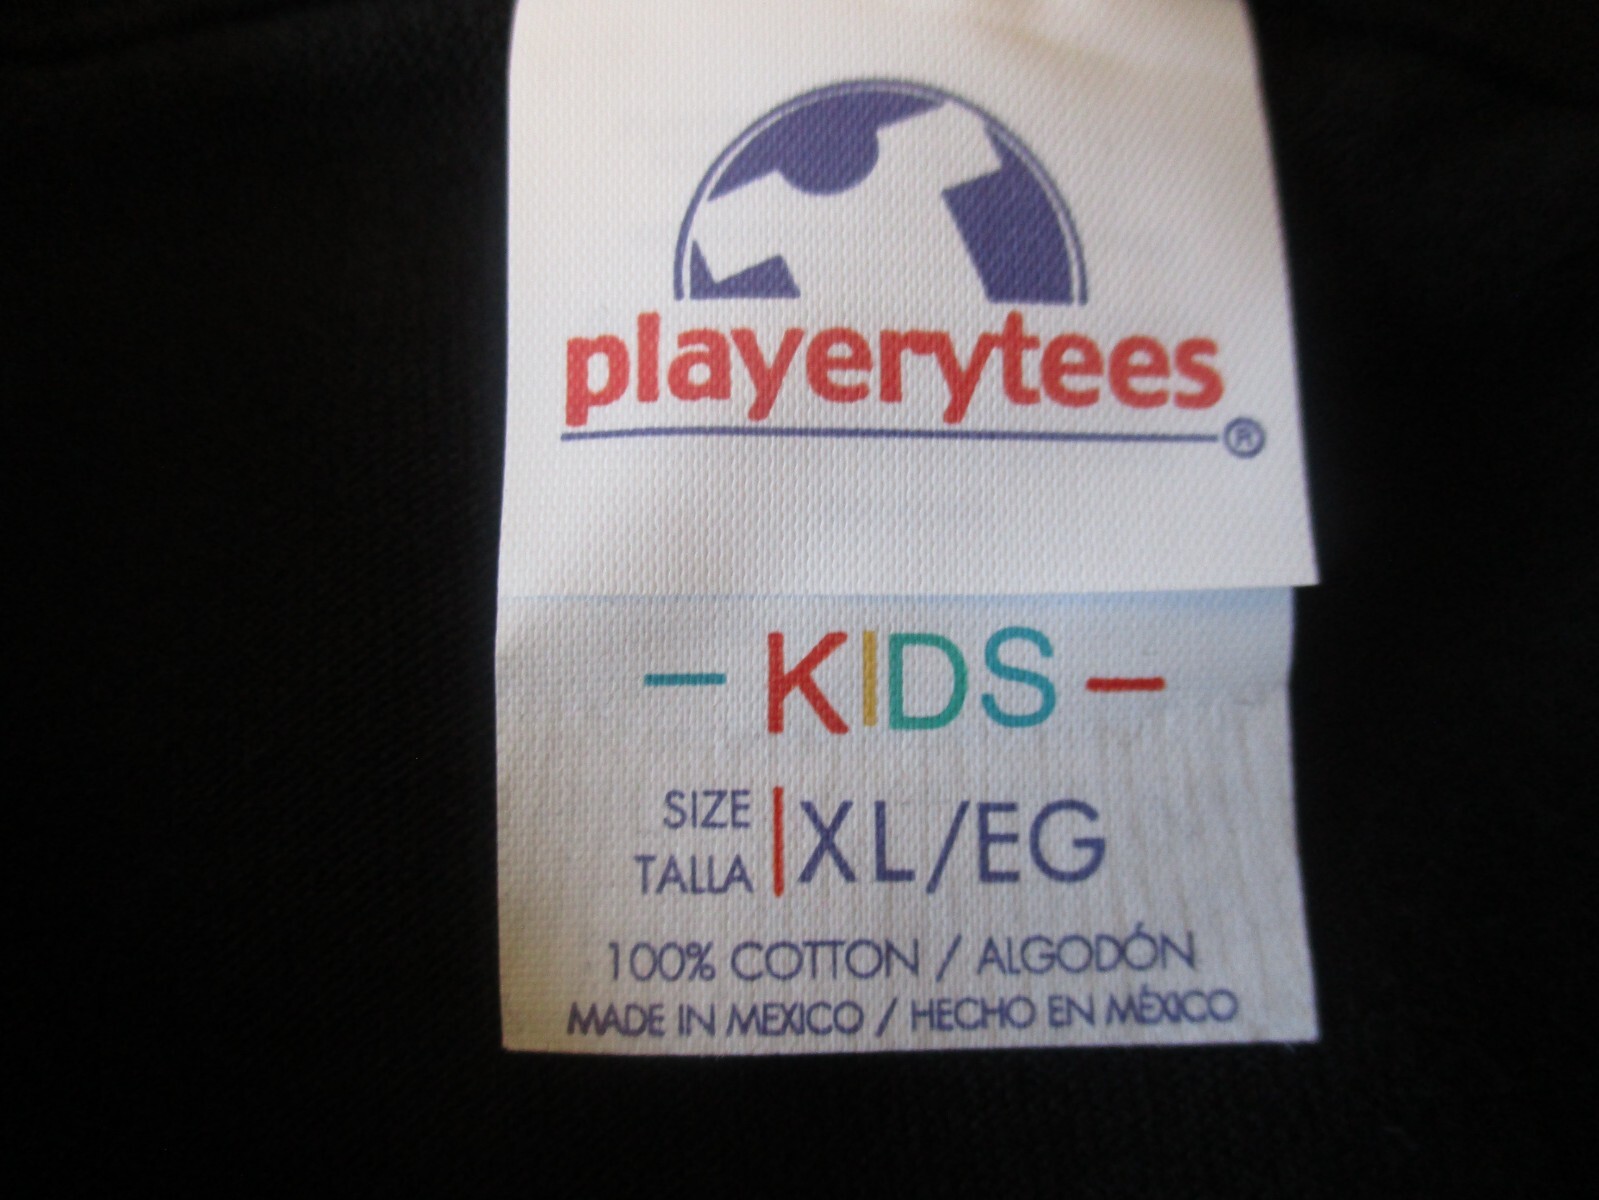 playerytees®
- KIDS -
SIZE
TALLA
XL/EG
100% COTTON / ALGODÓN
MADE IN MEXICO / HECHO EN MÉXICO